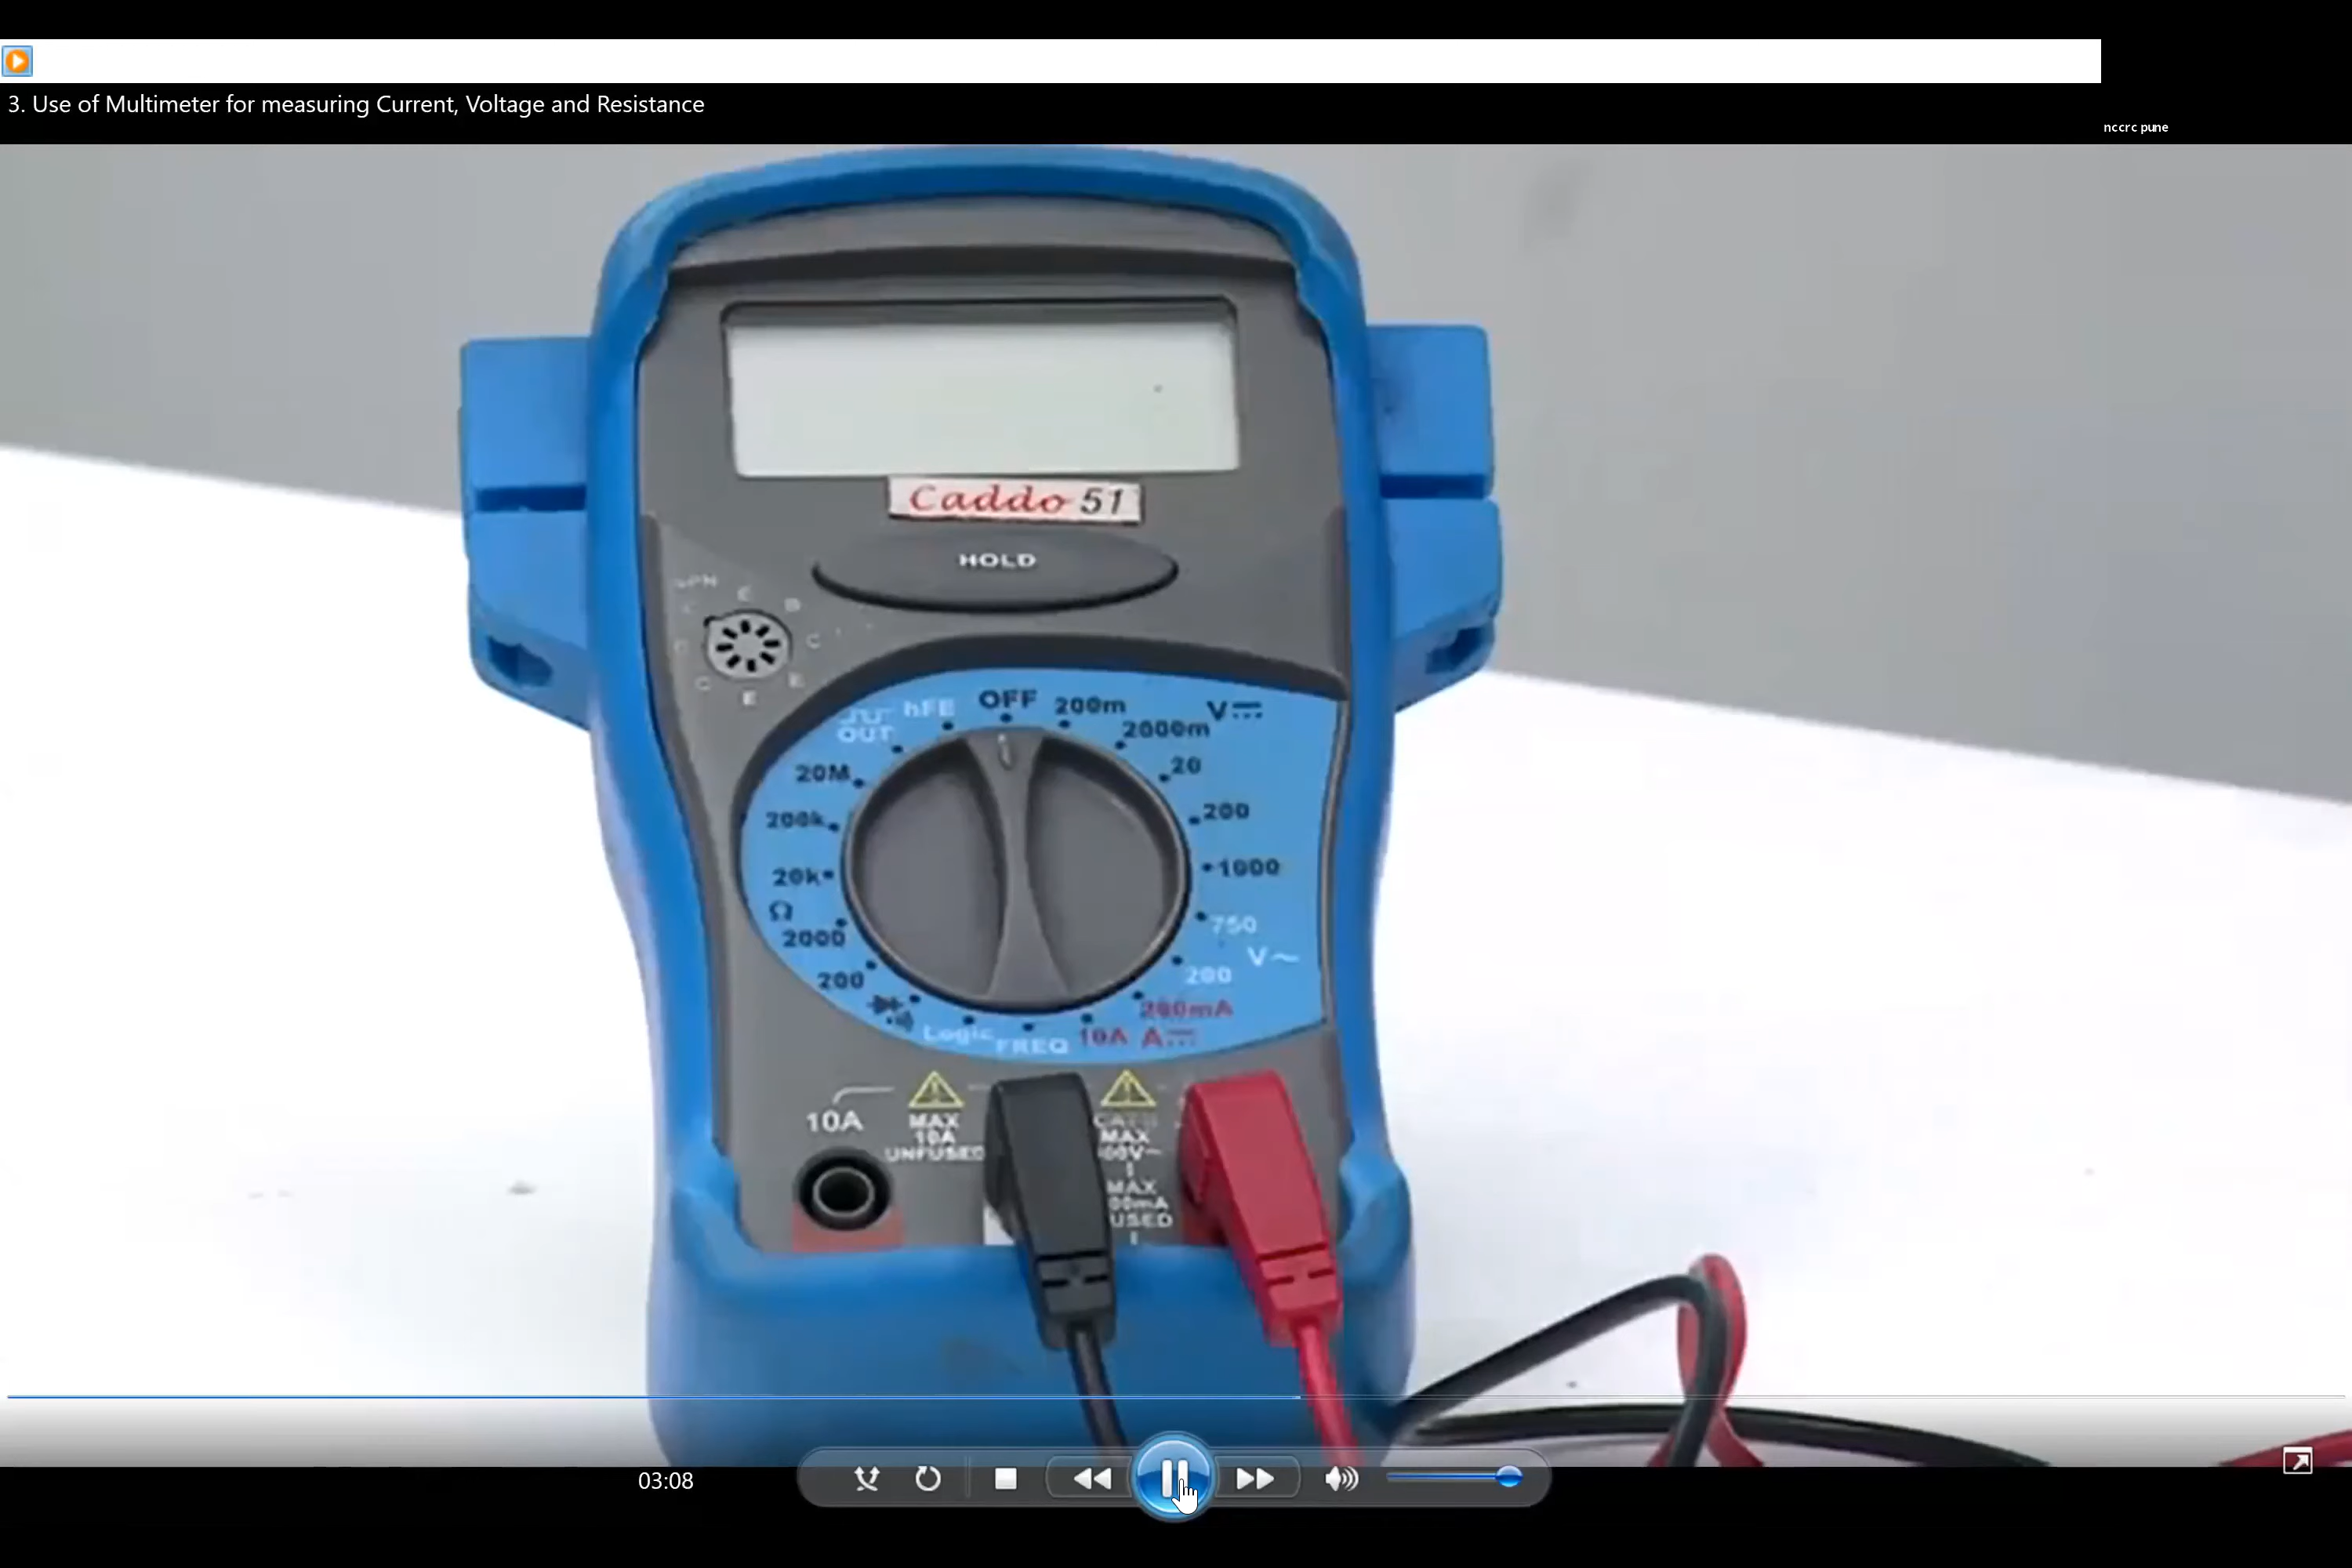 3. Use of Multimeter for measuring Current, Voltage and Resistance
nccrc pune
Caddo 51
HOLD
E
B
C
C
E
E
OFF
hFE
200m
V
OUT
2000m
20M
20
200k
200
20k
1000
Ω
750
2000
V~
200
200
200mA
Logic
FREQ
10A
A
10A
MAX
10A
UNFUSED
MAX
MAX
03:08